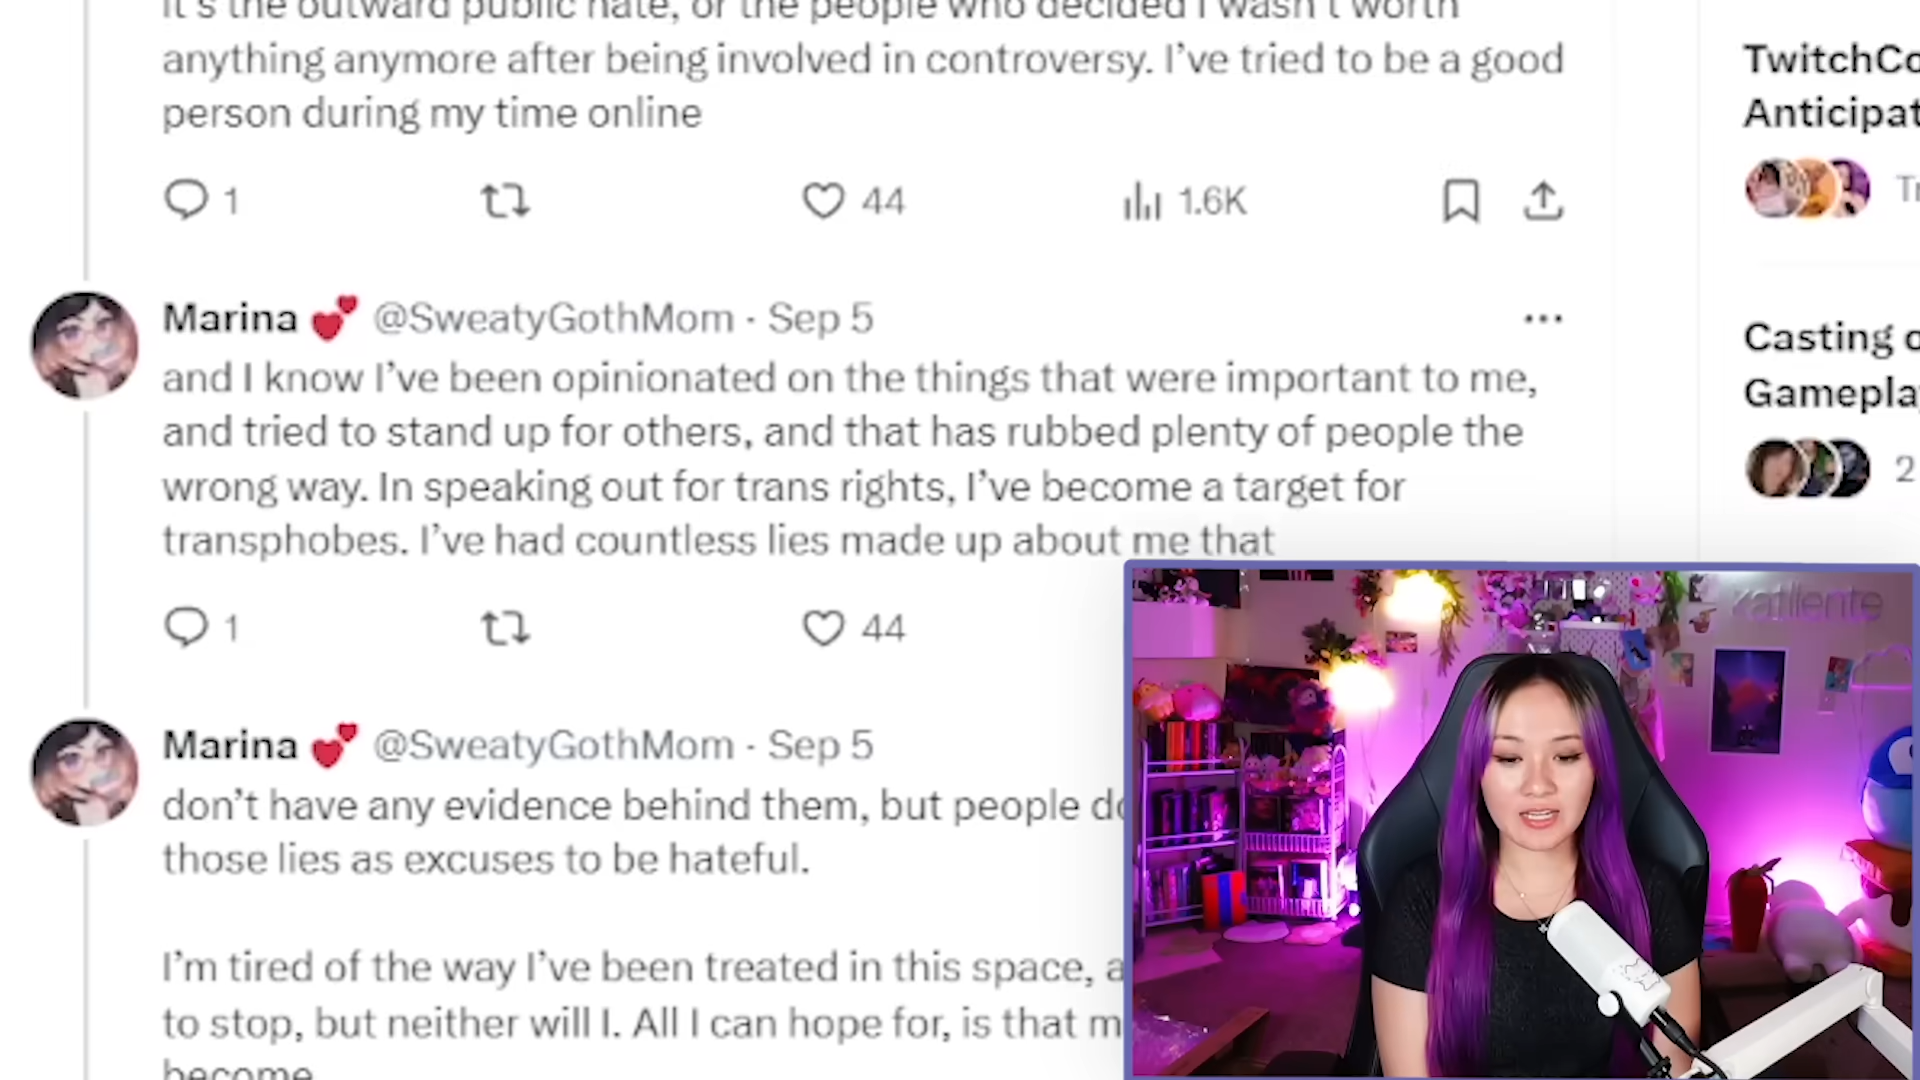 it's the outward public hate, or the people who decided I wasn't worth
anything anymore after being involved in controversy. I've tried to be a good
person during my time online
1
44
1.6K
Marina 💕 @SweatyGothMom · Sep 5
and I know I've been opinionated on the things that were important to me,
and tried to stand up for others, and that has rubbed plenty of people the
wrong way. In speaking out for trans rights, I've become a target for
transphobes. I've had countless lies made up about me that
1
44
Marina 💕 @SweatyGothMom · Sep 5
don't have any evidence behind them, but people
those lies as excuses to be hateful.
I'm tired of the way I've been treated in this space,
to stop, but neither will I. All I can hope for, is that
become
TwitchCo
Anticipat
Casting
Gamepla
2